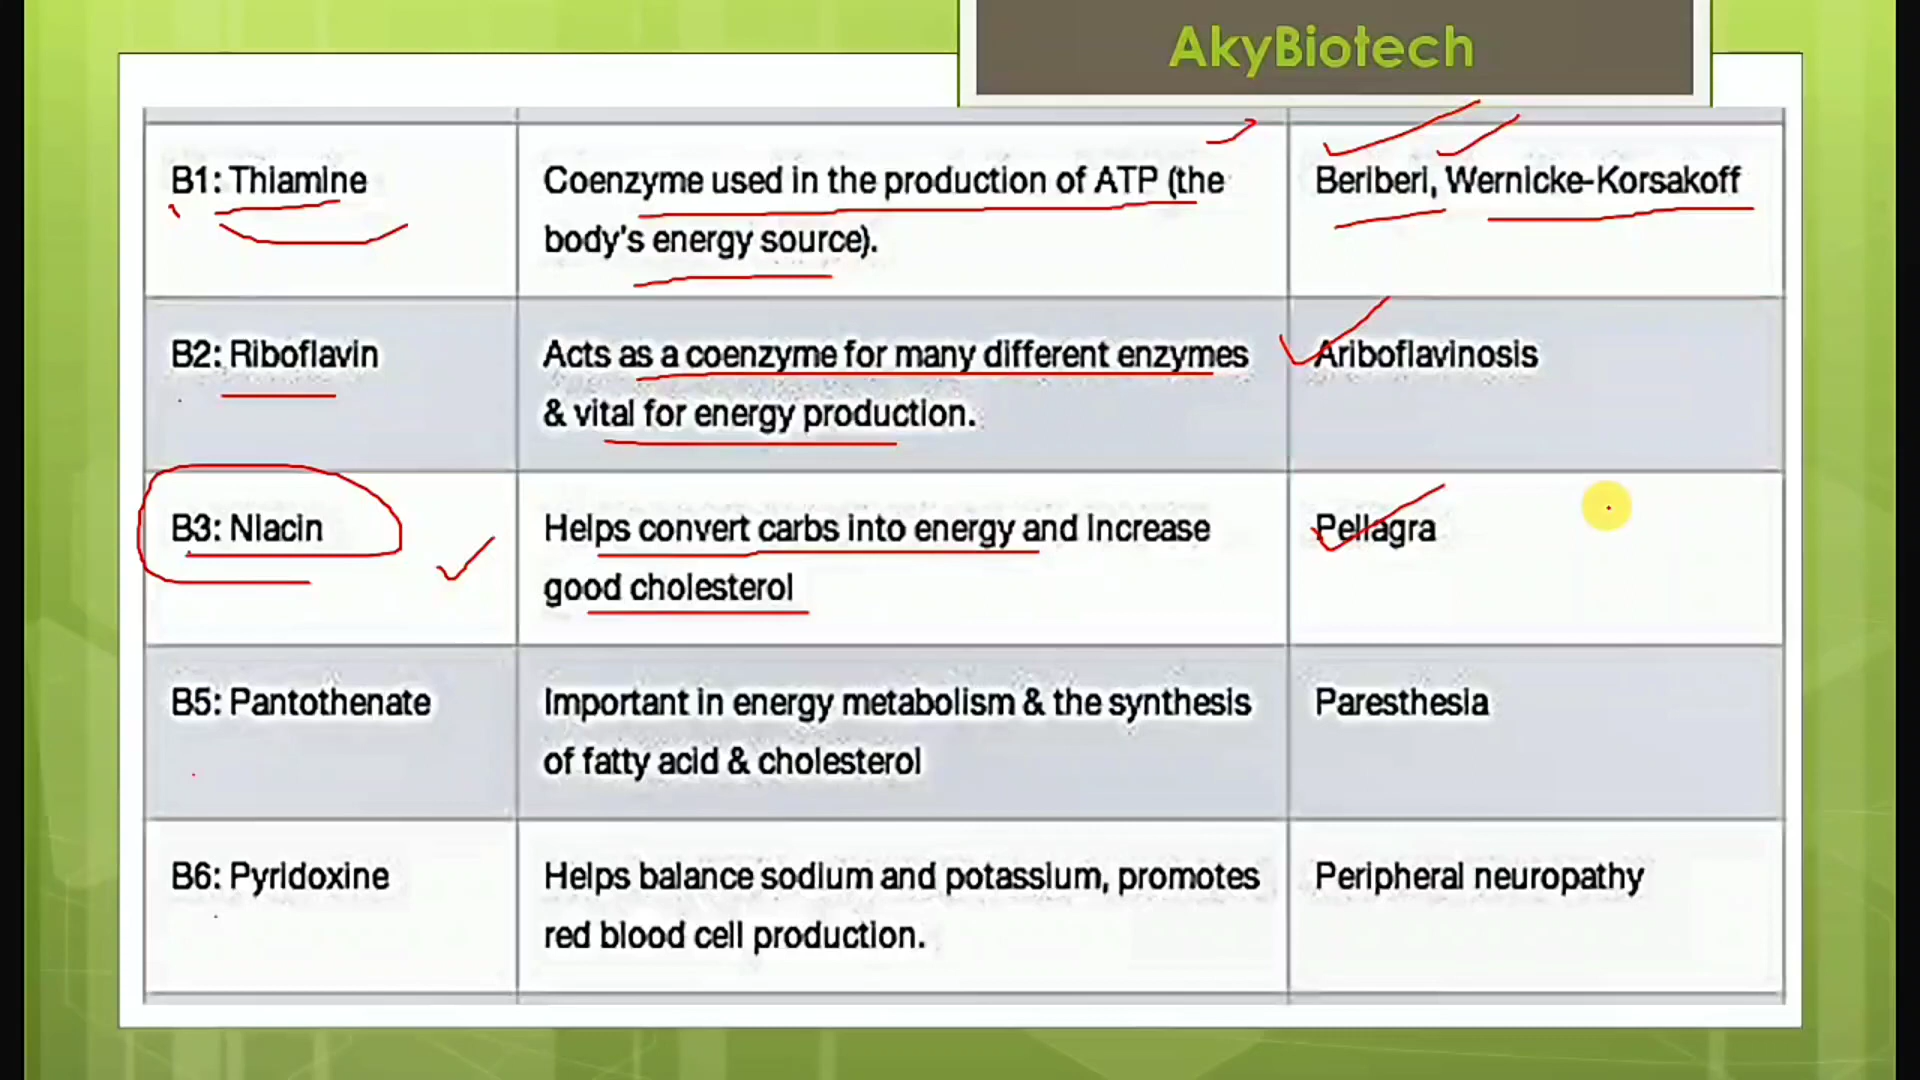 AkyBiotech
B1: Thiamine
Coenzyme used in the production of ATP (the
body's energy source).
Beriberi, Wernicke-Korsakoff
B2: Riboflavin
Acts as a coenzyme for many different enzymes
& vital for energy production.
Ariboflavinosis
B3: Niacin
Helps convert carbs into energy and increase
good cholesterol
Pellagra
B5: Pantothenate
Important in energy metabolism & the synthesis
of fatty acid & cholesterol
Paresthesia
B6: Pyridoxine
Helps balance sodium and potassium, promotes
red blood cell production.
Peripheral neuropathy